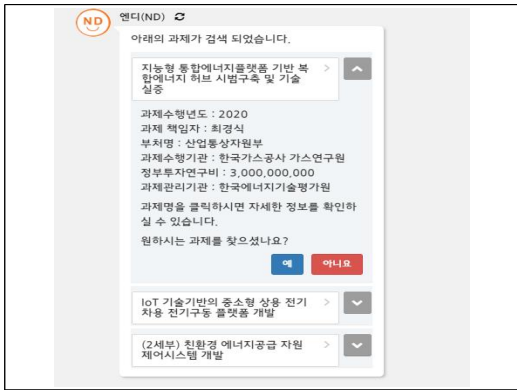 ND
엔디(ND)
아래의 과제가 검색 되었습니다.
지능형 통합에너지플랫폼 기반 복
합에너지 허브 시범구축 및 기술
실증
과제수행년도 : 2020
과제 책임자 : 최경식
부처명 : 산업통상자원부
과제수행기관 : 한국가스공사 가스연구원
정부투자연구비 : 3,000,000,000
과제관리기관 : 한국에너지기술평가원
과제명을 클릭하시면 자세한 정보를 확인하
실 수 있습니다.
원하시는 과제를 찾으셨나요?
예 아니요
IoT 기술기반의 중소형 상용 전기
차용 전기구동 플랫폼 개발
(2세부) 친환경 에너지공급 자원
제어시스템 개발